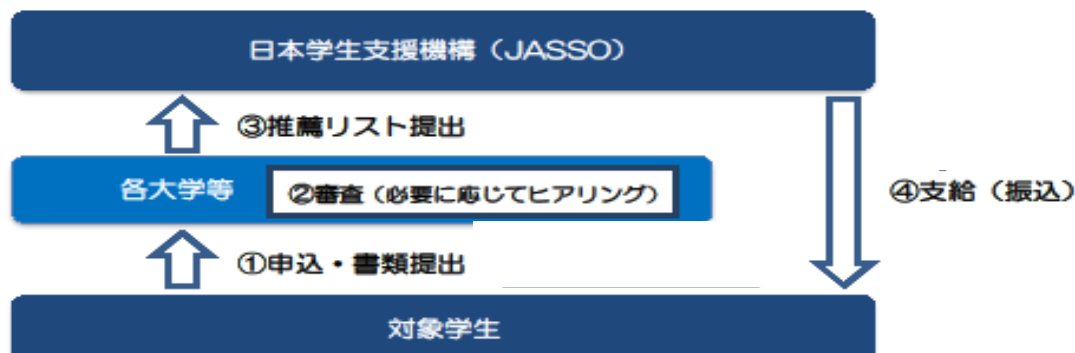 日本学生支援機構（JASSO）
③推薦リスト提出
各大学等
②審査（必要に応じてヒアリング）
④支給（振込）
①申込・書類提出
対象学生